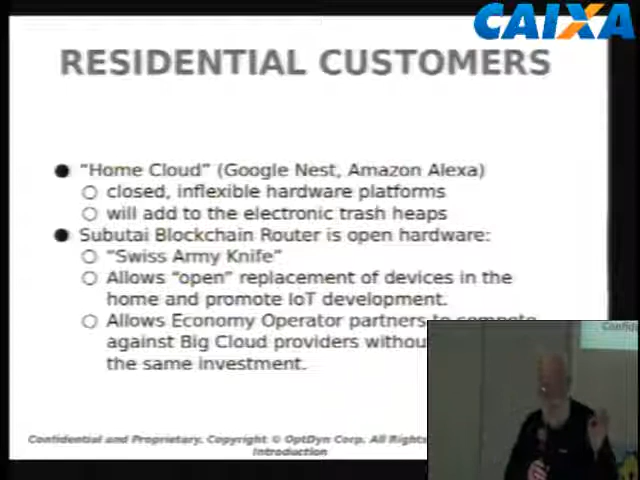 CAIXA
RESIDENTIAL CUSTOMERS
● "Home Cloud" (Google Nest, Amazon Alexa)
○ closed, inflexible hardware platforms
○ will add to the electronic trash heaps
● Subutai Blockchain Router is open hardware:
○ "Swiss Army Knife"
○ Allows "open" replacement of devices in the
home and promote IoT development.
○ Allows Economy Operator partners to compete
against Big Cloud providers withou
the same investment.
Confidential and Proprietary. Copyright © OptDyn Corp. All Rights
Introduction